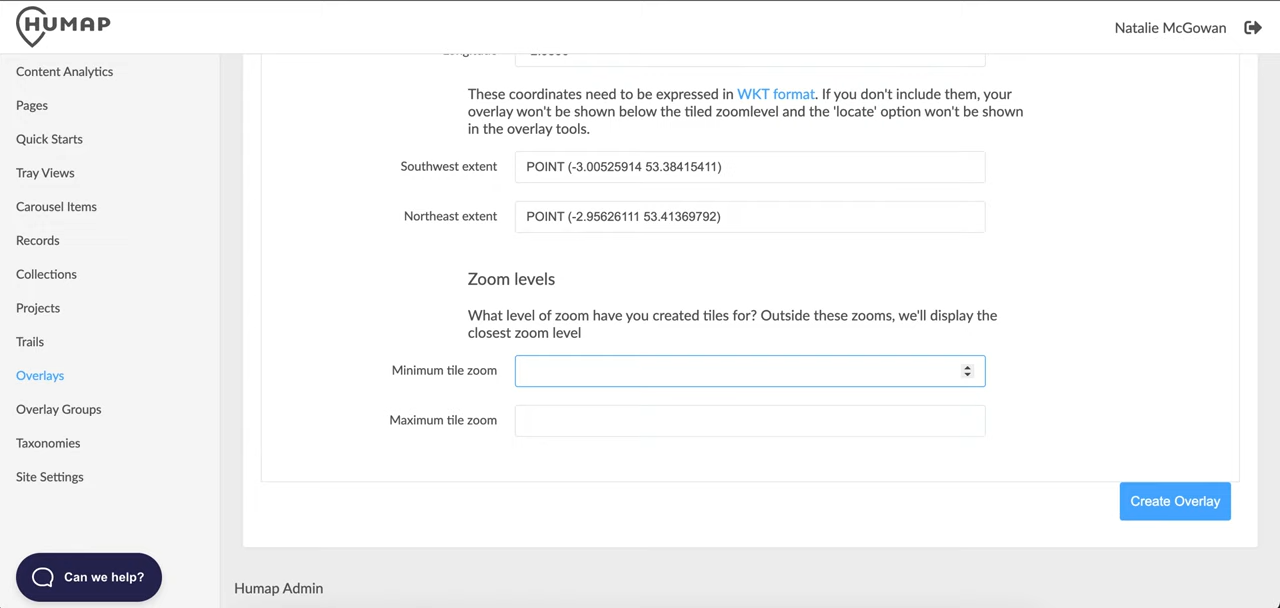 HUMAP
Natalie McGowan
Content Analytics
Pages
Quick Starts
Tray Views
Carousel Items
Records
Collections
Projects
Trails
Overlays
Overlay Groups
Taxonomies
Site Settings
Can we help?
These coordinates need to be expressed in WKT format. If you don't include them, your
overlay won't be shown below the tiled zoomlevel and the 'locate' option won't be shown
in the overlay tools.
Southwest extent
POINT (-3.00525914 53.38415411)
Northeast extent
POINT (-2.95626111 53.41369792)
Zoom levels
What level of zoom have you created tiles for? Outside these zooms, we'll display the
closest zoom level
Minimum tile zoom
Maximum tile zoom
Create Overlay
Humap Admin